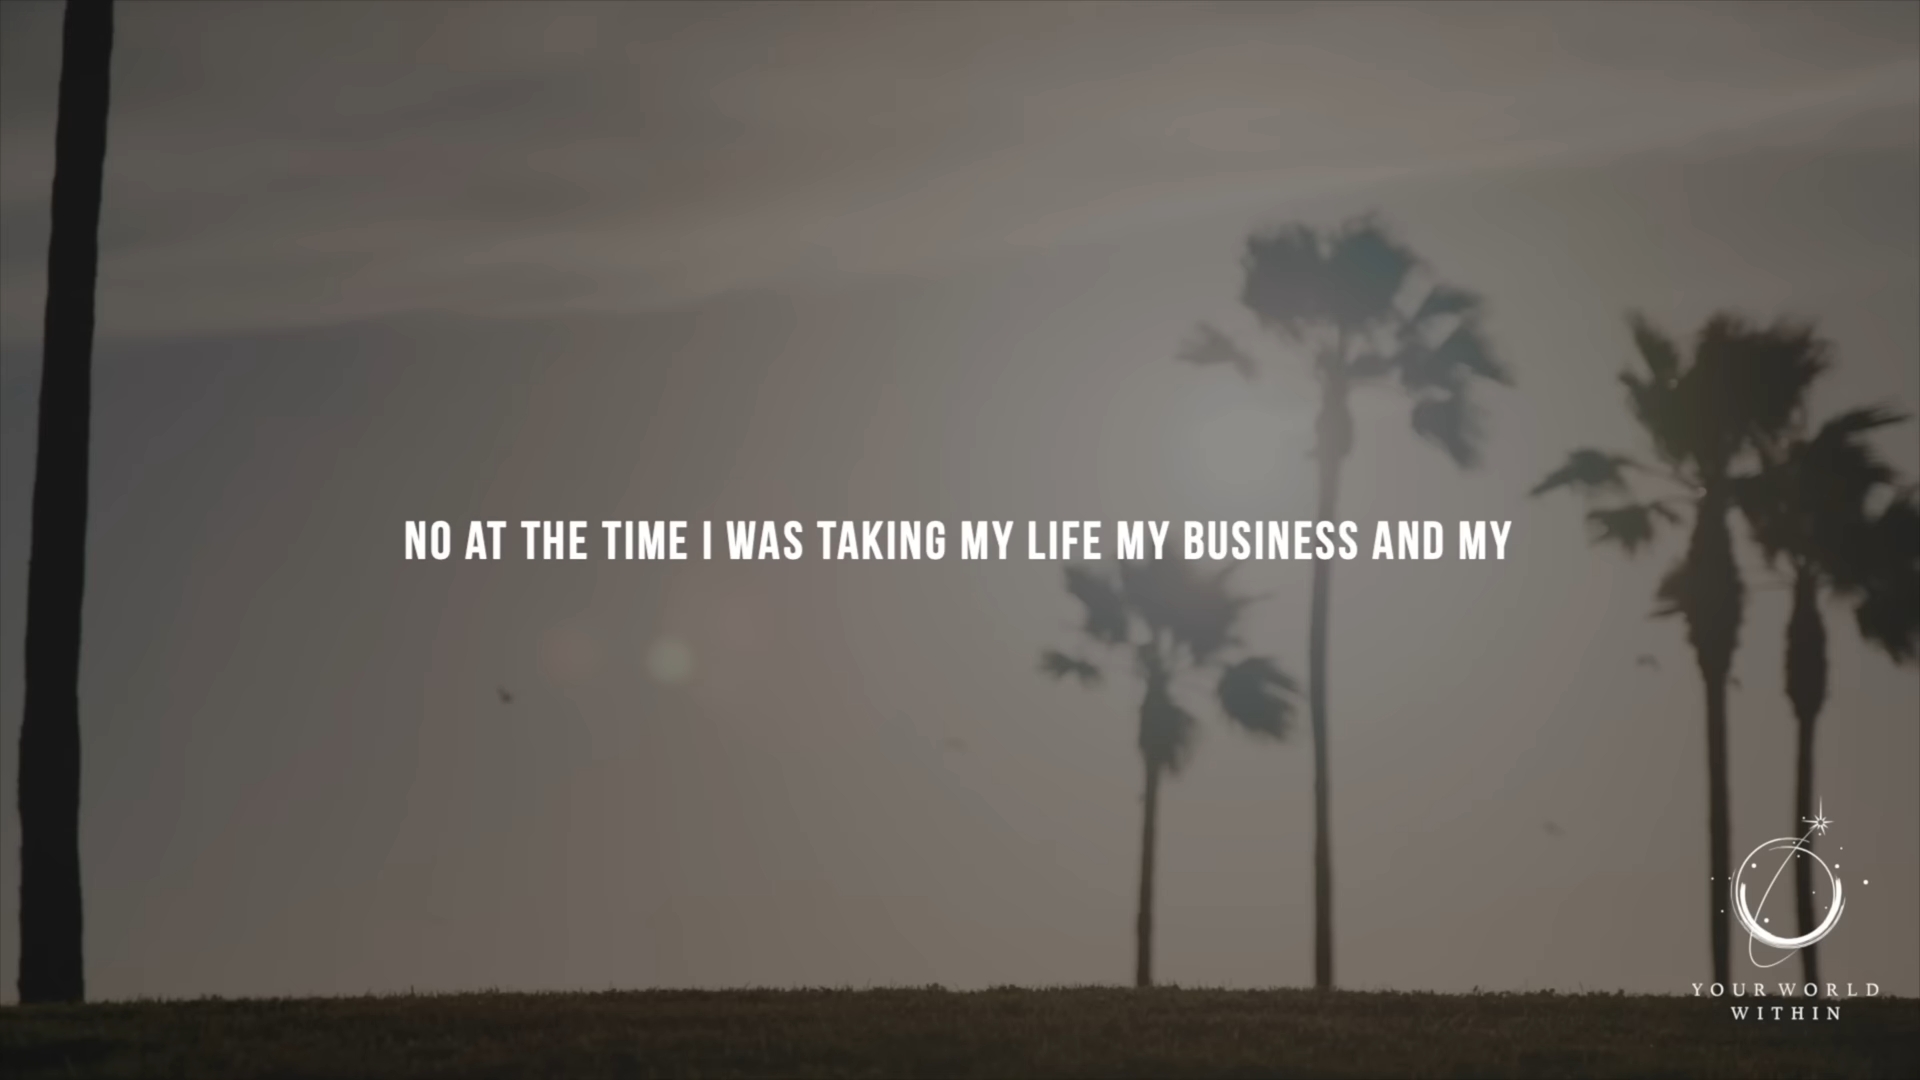 NO AT THE TIME I WAS TAKING MY LIFE MY BUSINESS AND MY
YOUR WORLD
WITHIN